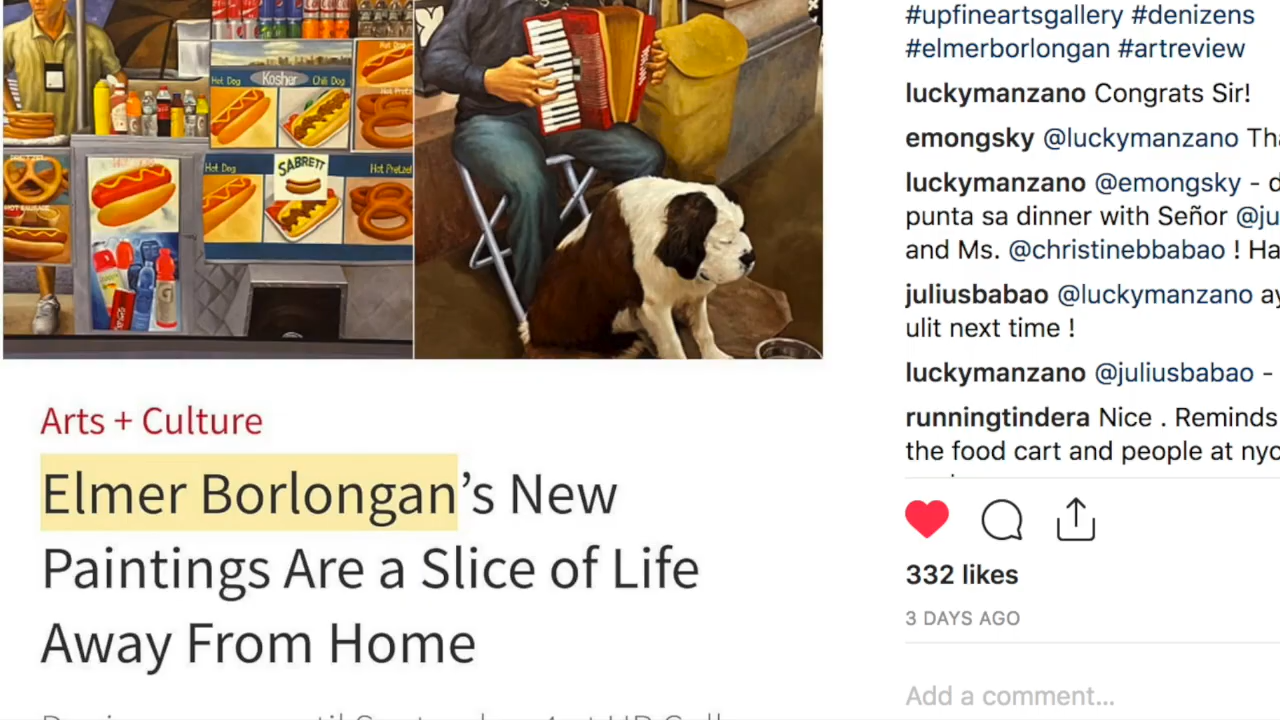 Kosher
Hot Dog
Chili Dog
SABRETT
Hot Dog
Hot Pretzel
Arts + Culture
Elmer Borlongan's New
Paintings Are a Slice of Life
Away From Home
#upfineartsgallery #denizens
#elmerborlongan #artreview
luckymanzano Congrats Sir!
emongsky @luckymanzano Tha
luckymanzano @emongsky - d
punta sa dinner with Señor @ju
and Ms. @christinebbabao ! Ha
juliusbabao @luckymanzano ay
ulit next time !
luckymanzano @juliusbabao -
runningtindera Nice . Reminds
the food cart and people at nyc
332 likes
3 DAYS AGO
Add a comment...